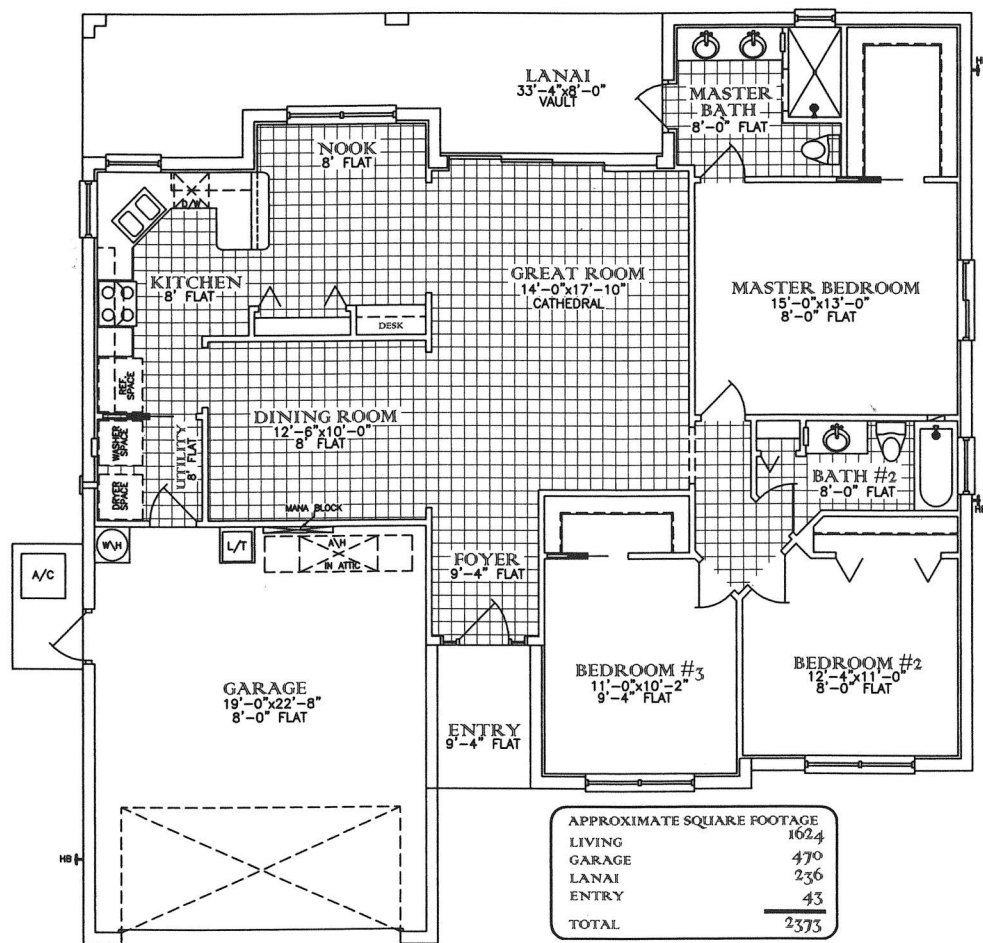 LANAI
33'-4"x8'-0"
VAULT
MASTER
BATH
8'-0" FLAT
NOOK
8' FLAT
D/W
KITCHEN
8' FLAT
GREAT ROOM
14'-0"x17'-10"
CATHEDRAL
MASTER BEDROOM
15'-0"x13'-0"
8'-0" FLAT
DESK
REF.
SPACE
DINING ROOM
12'-6"x10'-0"
8' FLAT
WASHER
SPACE
DRYER
SPACE
UTILITY
8' FLAT
BATH #2
8'-0" FLAT
MANA BLOCK
W\H
L/T
A\H
IN ATTIC
A/C
FOYER
9'-4" FLAT
GARAGE
19'-0"x22'-8"
8'-0" FLAT
ENTRY
9'-4" FLAT
BEDROOM #3
11'-0"x10'-2"
9'-4" FLAT
BEDROOM #2
12'-4"x11'-0"
8'-0" FLAT
HB
APPROXIMATE SQUARE FOOTAGE
LIVING 1624
GARAGE 470
LANAI 236
ENTRY 43
TOTAL 2373